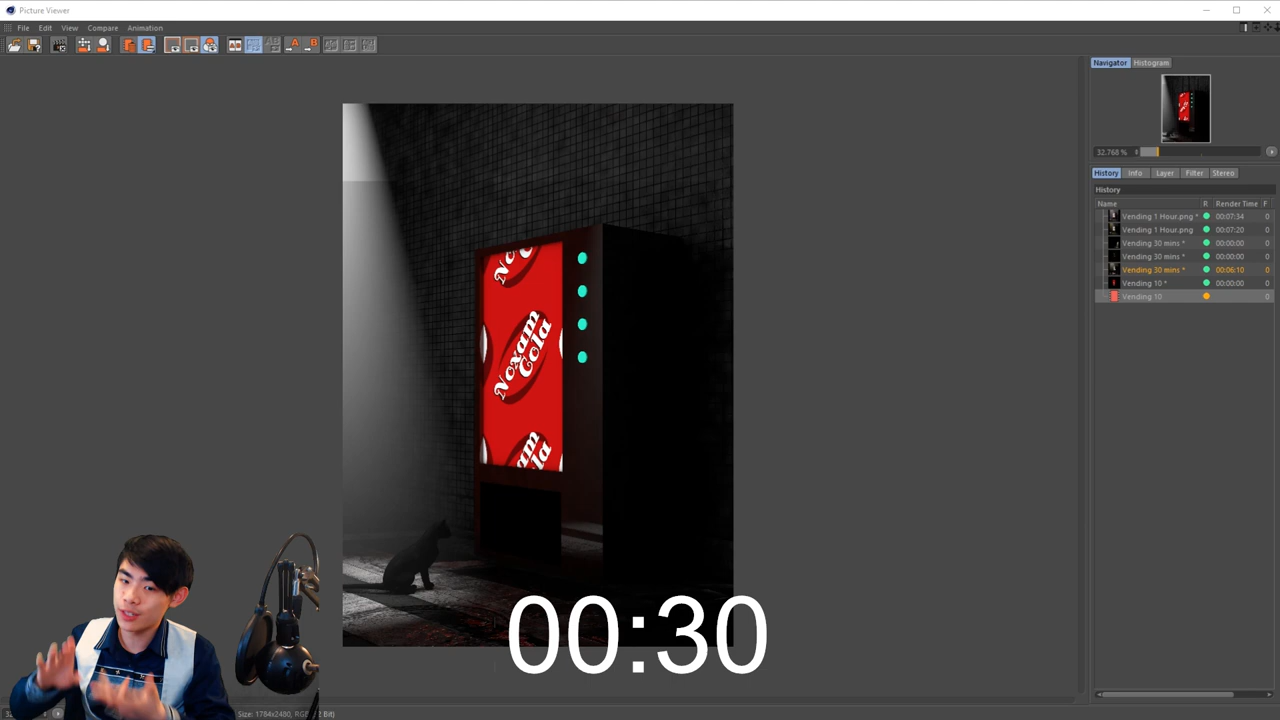 Picture Viewer
File Edit View Compare Animation
Navigator Histogram
32.768 %
History Info Layer Filter Stereo
History
Name R Render Time F
Vending 1 Hour.png * 00:07:34 0
Vending 1 Hour.png 00:07:20 0
Vending 30 mins * 00:00:00 0
Vending 30 mins * 00:00:00 0
Vending 30 mins * 00:06:10 0
Vending 10 * 00:00:00 0
Vending 10 0
Noxam
Cola
00:30
Size: 1784x2480, RGB